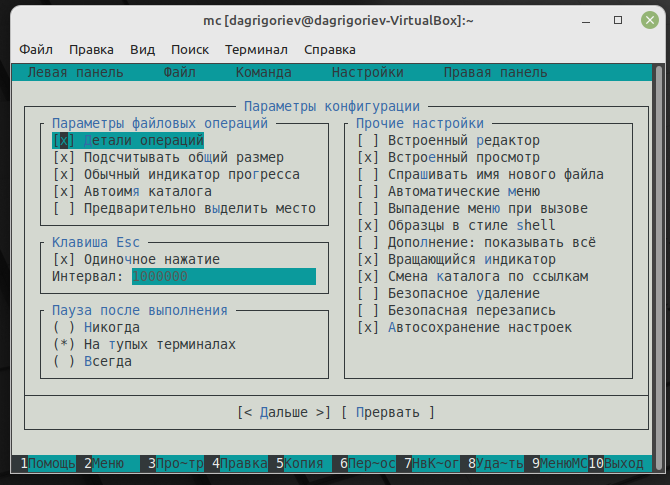 mc [dagrigoriev@dagrigoriev-VirtualBox]:~
Файл Правка Вид Поиск Терминал Справка
Левая панель Файл Команда Настройки Правая панель
Параметры конфигурации
Параметры файловых операций
[x] Детали операций
[x] Подсчитывать общий размер
[x] Обычный индикатор прогресса
[x] Автоимя каталога
[ ] Предварительно выделить место
Клавиша Esc
[x] Одиночное нажатие
Интервал: 1000000
Пауза после выполнения
( ) Никогда
(*) На тупых терминалах
( ) Всегда
Прочие настройки
[ ] Встроенный редактор
[x] Встроенный просмотр
[ ] Спрашивать имя нового файла
[ ] Автоматические меню
[ ] Выпадение меню при вызове
[x] Образцы в стиле shell
[ ] Дополнение: показывать всё
[x] Вращающийся индикатор
[x] Смена каталога по ссылкам
[ ] Безопасное удаление
[ ] Безопасная перезапись
[x] Автосохранение настроек
[< Дальше >] [ Прервать ]
1Помощь 2Меню 3Про~тр 4Правка 5Копия 6Пер~ос 7НвК~ог 8Уда~ть 9МенюМС 10Выход